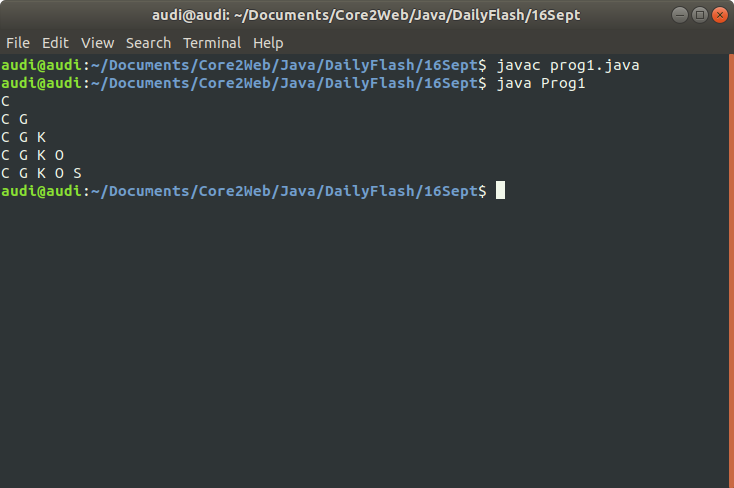 audi@audi: ~/Documents/Core2Web/Java/DailyFlash/16Sept
File Edit View Search Terminal Help
audi@audi:~/Documents/Core2Web/Java/DailyFlash/16Sept$ javac prog1.java
audi@audi:~/Documents/Core2Web/Java/DailyFlash/16Sept$ java Prog1
C
C G
C G K
C G K O
C G K O S
audi@audi:~/Documents/Core2Web/Java/DailyFlash/16Sept$